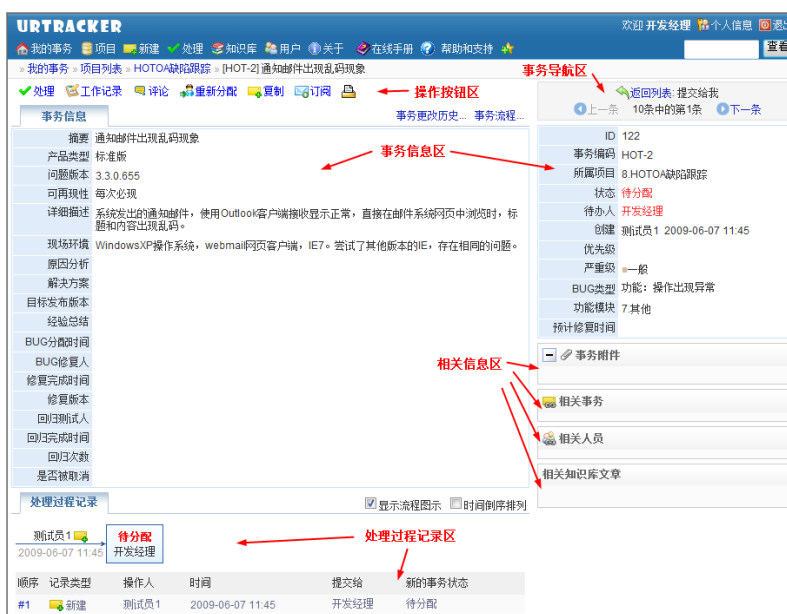 URTRACKER
欢迎 开发经理 个人信息 退出
我的事务 项目 新建 处理 知识库 用户 关于 在线手册 帮助和支持 查看
» 我的事务 » 项目列表 » HOTOA缺陷跟踪 » [HOT-2]通知邮件出现乱码现象
事务导航区
处理 工作记录 评论 重新分配 复制 订阅
操作按钮区
返回列表: 提交给我
上一条 10条中的第1条 下一条
事务信息
事务更改历史... 事务流程...
摘要 通知邮件出现乱码现象
产品类型 标准版
问题版本 3.3.0.655
可再现性 每次必现
详细描述 系统发出的通知邮件，使用Outlook客户端接收显示正常，直接在邮件系统网页中浏览时，标
题和内容出现乱码。
现场环境 WindowsXP操作系统，webmail网页客户端，IE7。尝试了其他版本的IE，存在相同的问题。
原因分析
解决方案
目标发布版本
经验总结
BUG分配时间
BUG修复人
修复完成时间
修复版本
回归测试人
回归完成时间
回归次数
是否被取消
事务信息区
ID 122
事务编码 HOT-2
所属项目 8.HOTOA缺陷跟踪
状态 待分配
待办人 开发经理
创建 测试员1 2009-06-07 11:45
优先级
严重级 一般
BUG类型 功能：操作出现异常
功能模块 7.其他
预计修复时间
相关信息区
事务附件
相关事务
相关人员
相关知识库文章
处理过程记录
显示流程图示 时间倒序排列
测试员1
2009-06-07 11:45
待分配
开发经理
处理过程记录区
顺序 记录类型 操作人 时间 提交给 新的事务状态
#1 新建 测试员1 2009-06-07 11:45 开发经理 待分配